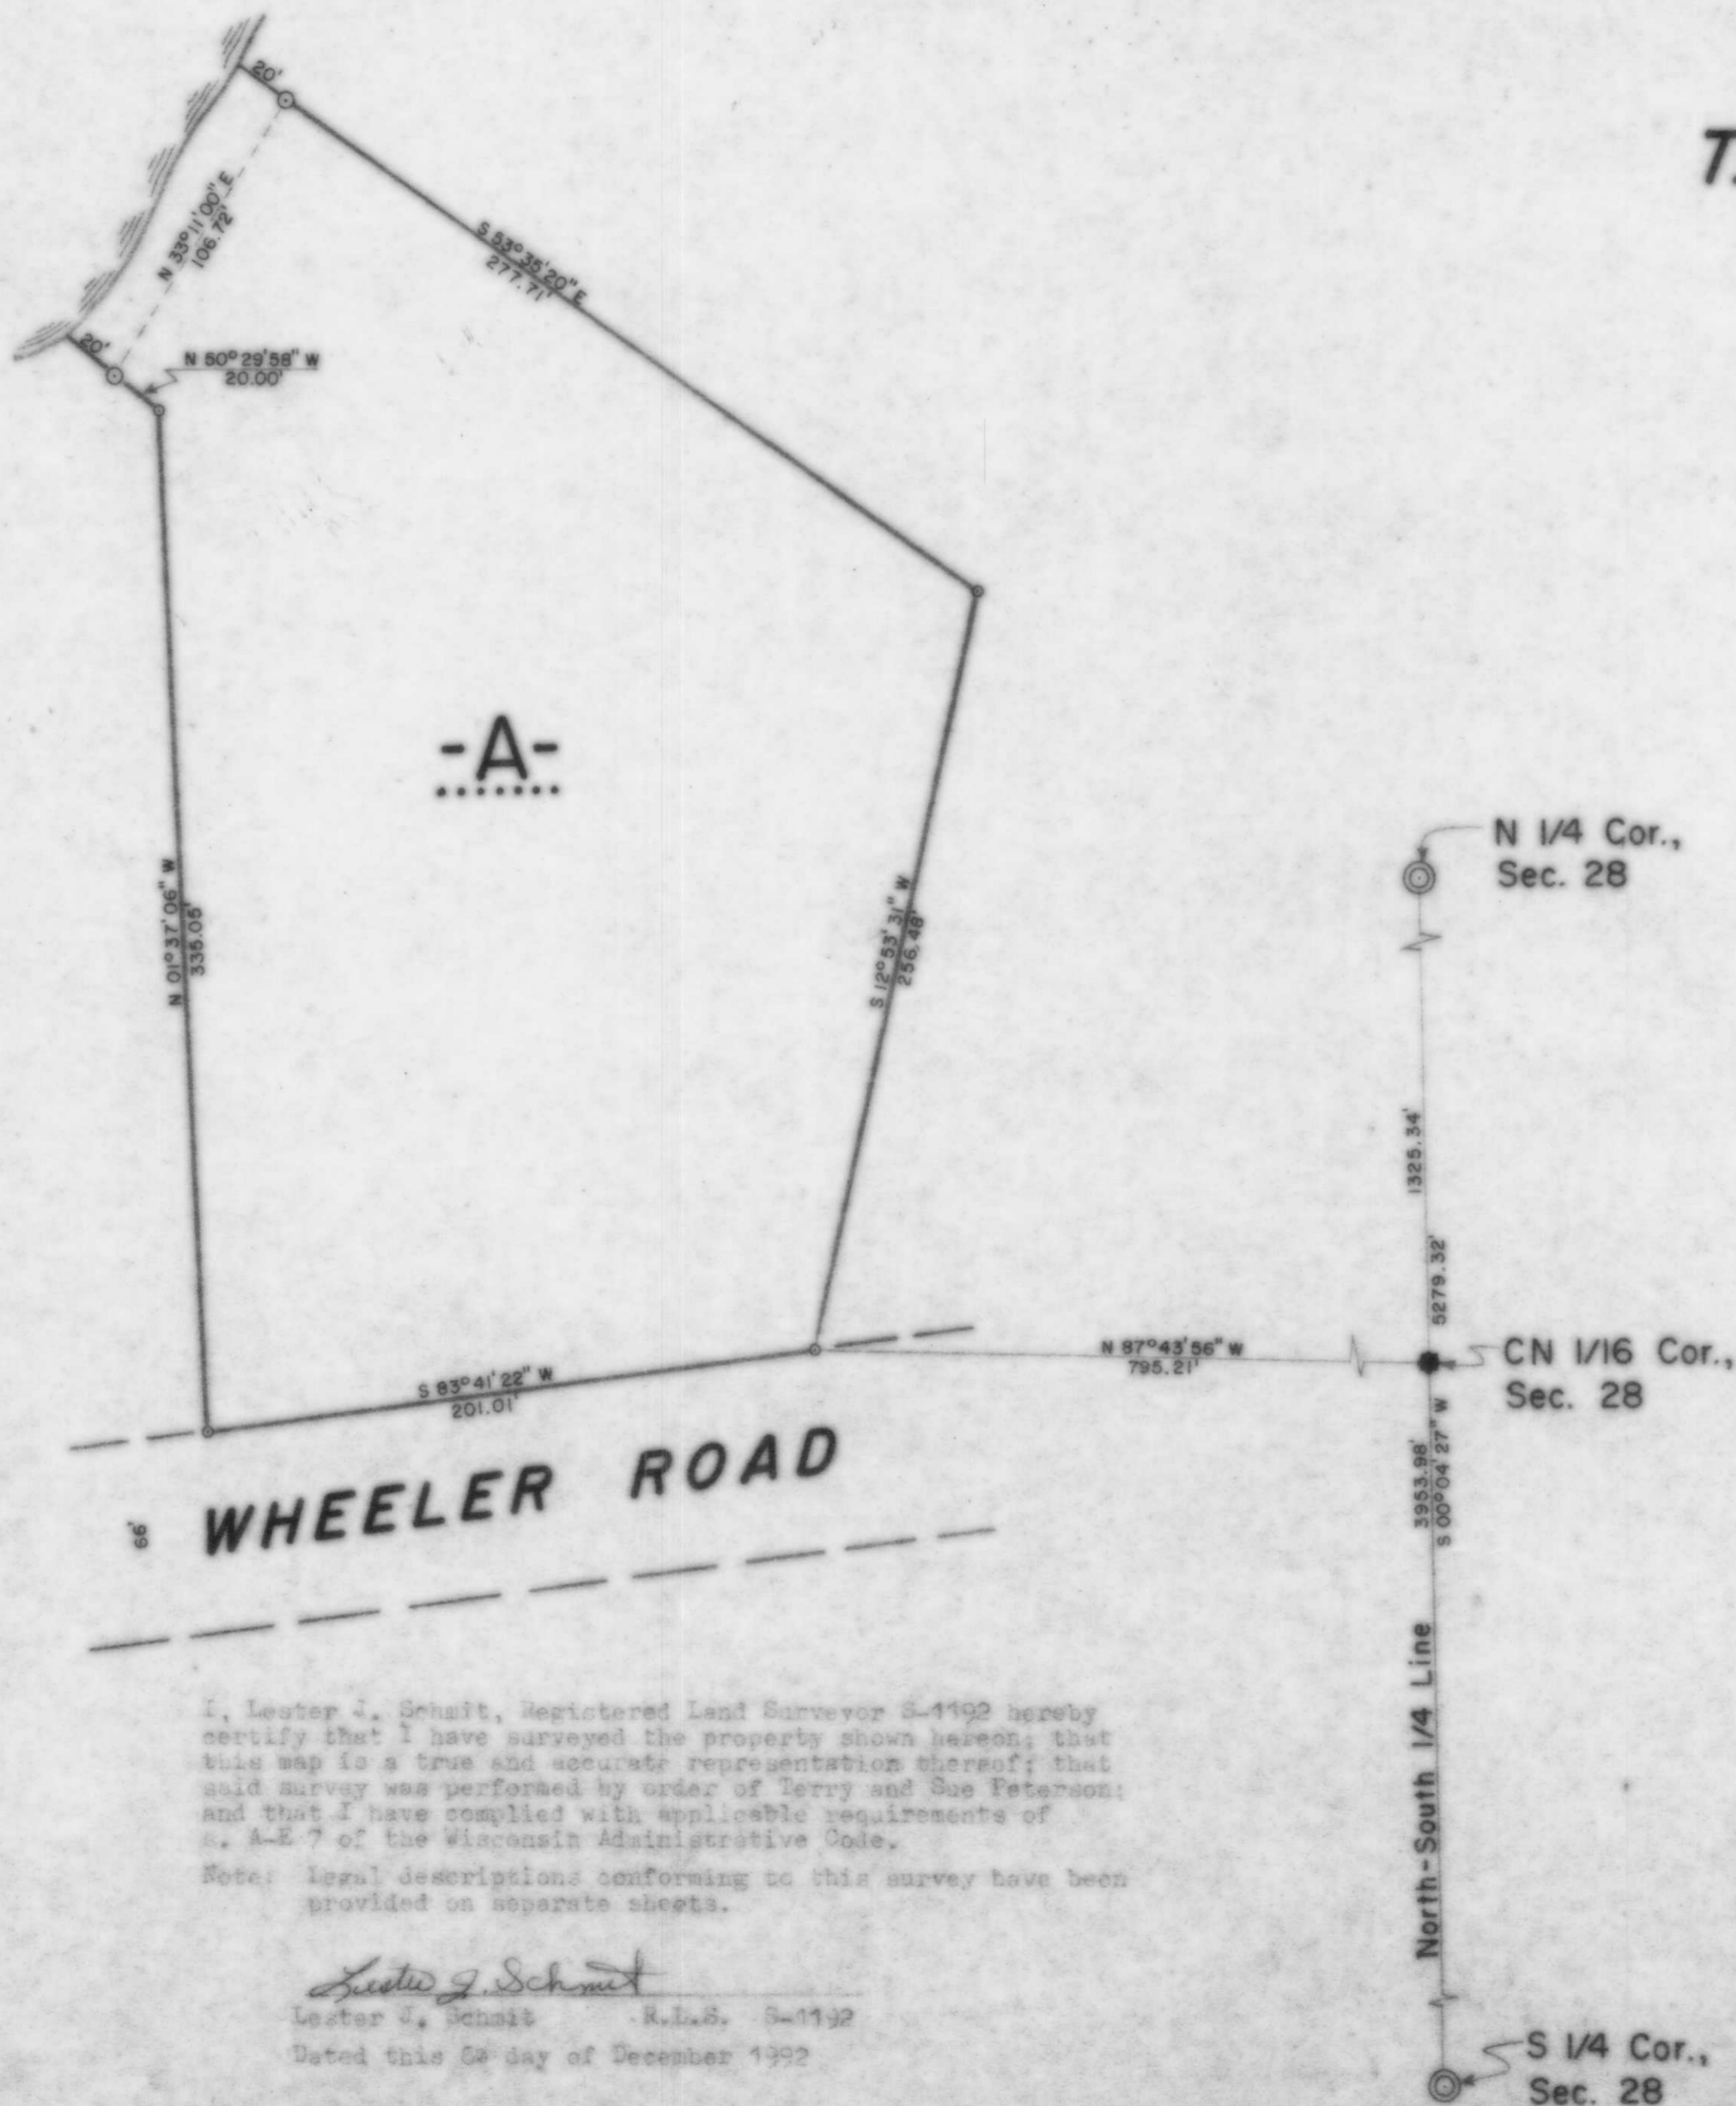 T.
20'
N 33°11'00" E
106.72'
S 53°35'20" E
277.71'
20'
N 50°29'58" W
20.00'
-A-
N 01°37'06" W
335.05'
S 12°53'31" W
256.48'
N 1/4 Cor.,
Sec. 28
1325.34'
5279.32'
N 87°43'56" W
795.21'
CN 1/16 Cor.,
Sec. 28
S 83°41'22" W
201.01'
3953.98'
S 00°04'27" W
WHEELER ROAD
66'
North-South 1/4 Line
I, Lester J. Schmit, Registered Land Surveyor S-1192 hereby
certify that I have surveyed the property shown hereon; that
this map is a true and accurate representation thereof; that
said survey was performed by order of Terry and Sue Peterson;
and that I have complied with applicable requirements of
s. A-E 7 of the Wisconsin Administrative Code.
Note: Legal descriptions conforming to this survey have been
provided on separate sheets.
Lester J. Schmit
Lester J. Schmit R.L.S. S-1192
Dated this day of December 1992
S 1/4 Cor.,
Sec. 28